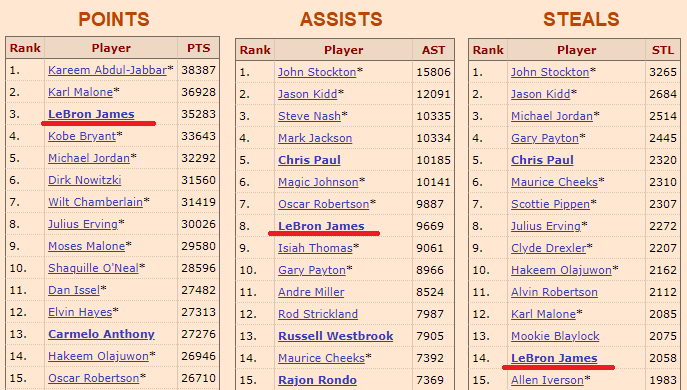 POINTS
Rank Player PTS
1. Kareem Abdul-Jabbar* 38387
2. Karl Malone* 36928
3. LeBron James 35283
4. Kobe Bryant* 33643
5. Michael Jordan* 32292
6. Dirk Nowitzki 31560
7. Wilt Chamberlain* 31419
8. Julius Erving* 30026
9. Moses Malone* 29580
10. Shaquille O'Neal* 28596
11. Dan Issel* 27482
12. Elvin Hayes* 27313
13. Carmelo Anthony 27276
14. Hakeem Olajuwon* 26946
15. Oscar Robertson* 26710
ASSISTS
Rank Player AST
1. John Stockton* 15806
2. Jason Kidd* 12091
3. Steve Nash* 10335
4. Mark Jackson 10334
5. Chris Paul 10185
6. Magic Johnson* 10141
7. Oscar Robertson* 9887
8. LeBron James 9669
9. Isiah Thomas* 9061
10. Gary Payton* 8966
11. Andre Miller 8524
12. Rod Strickland 7987
13. Russell Westbrook 7905
14. Maurice Cheeks* 7392
15. Rajon Rondo 7369
STEALS
Rank Player STL
1. John Stockton* 3265
2. Jason Kidd* 2684
3. Michael Jordan* 2514
4. Gary Payton* 2445
5. Chris Paul 2320
6. Maurice Cheeks* 2310
7. Scottie Pippen* 2307
8. Julius Erving* 2272
9. Clyde Drexler* 2207
10. Hakeem Olajuwon* 2162
11. Alvin Robertson 2112
12. Karl Malone* 2085
13. Mookie Blaylock 2075
14. LeBron James 2058
15. Allen Iverson* 1983